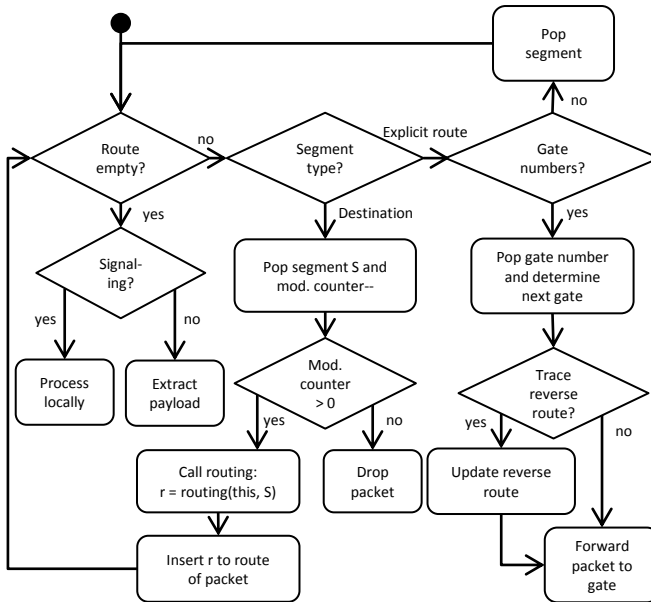 Pop
segment
no
Route
empty?
no
Segment
type?
Explicit route
Gate
numbers?
yes
Destination
yes
Signal-
ing?
Pop segment S and
mod. counter--
Pop gate number
and determine
next gate
yes
no
Process
locally
Extract
payload
Mod.
counter
> 0
Trace
reverse
route?
yes
no
yes
no
Call routing:
r = routing(this, S)
Drop
packet
Update reverse
route
Insert r to route
of packet
Forward
packet to
gate